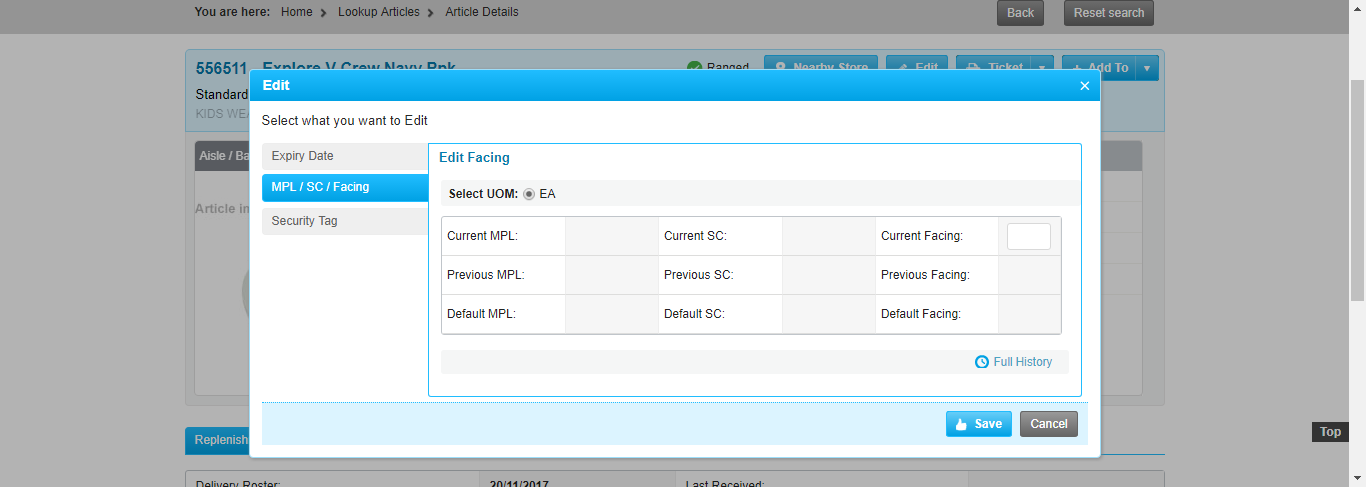 You are here: Home > Lookup Articles > Article Details
Back
Reset search
556511 Explore V Crew Navy Rnk
Ranged
Nearby Store
Edit
Ticket
+ Add To
Standard
KIDS WEA
Aisle / Ba
Article in
Edit
×
Select what you want to Edit
Expiry Date
MPL / SC / Facing
Security Tag
Edit Facing
Select UOM: EA
Current MPL: Current SC: Current Facing:
Previous MPL: Previous SC: Previous Facing:
Default MPL: Default SC: Default Facing:
Full History
Save
Cancel
Top
Replenish
Delivery Roster: 20/11/2017 Last Received: